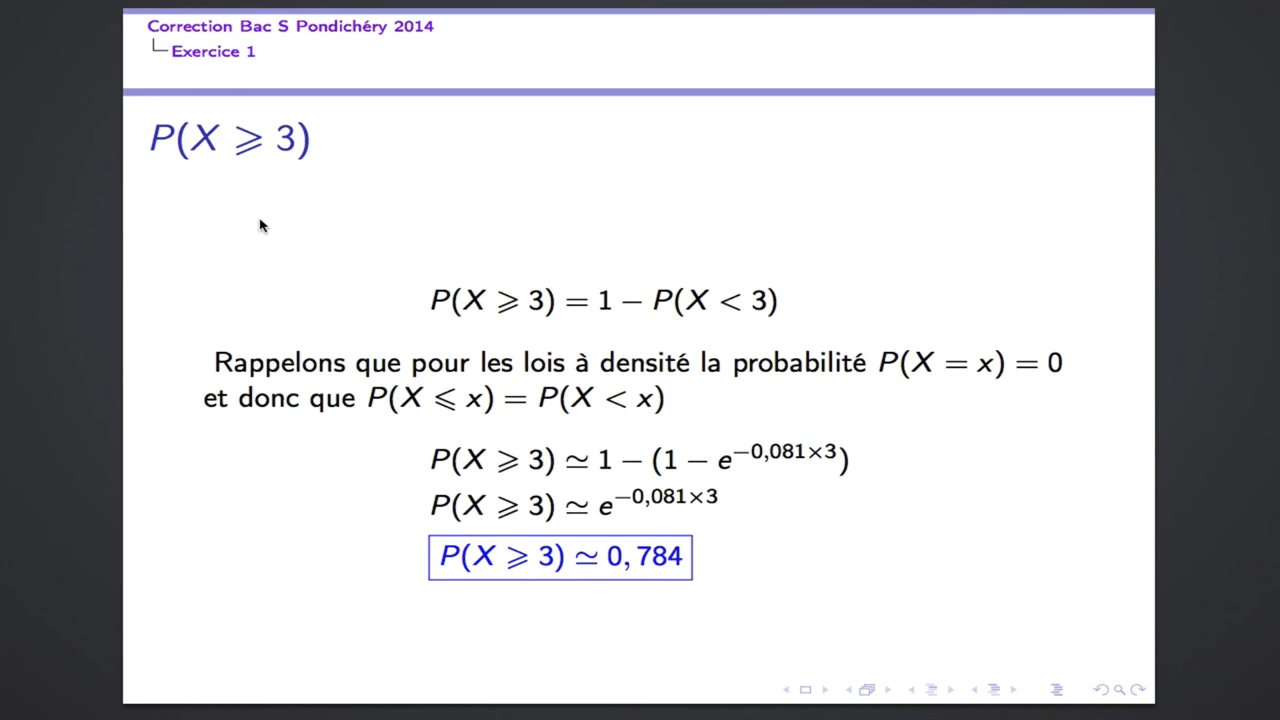 Correction Bac S Pondichéry 2014
Exercice 1
P(X ⩾ 3)
P(X ⩾ 3) = 1 − P(X < 3)
Rappelons que pour les lois à densité la probabilité P(X = x) = 0
et donc que P(X ⩽ x) = P(X < x)
P(X ⩾ 3) ≃ 1 − (1 − e^{−0,081×3})
P(X ⩾ 3) ≃ e^{−0,081×3}
P(X ⩾ 3) ≃ 0, 784